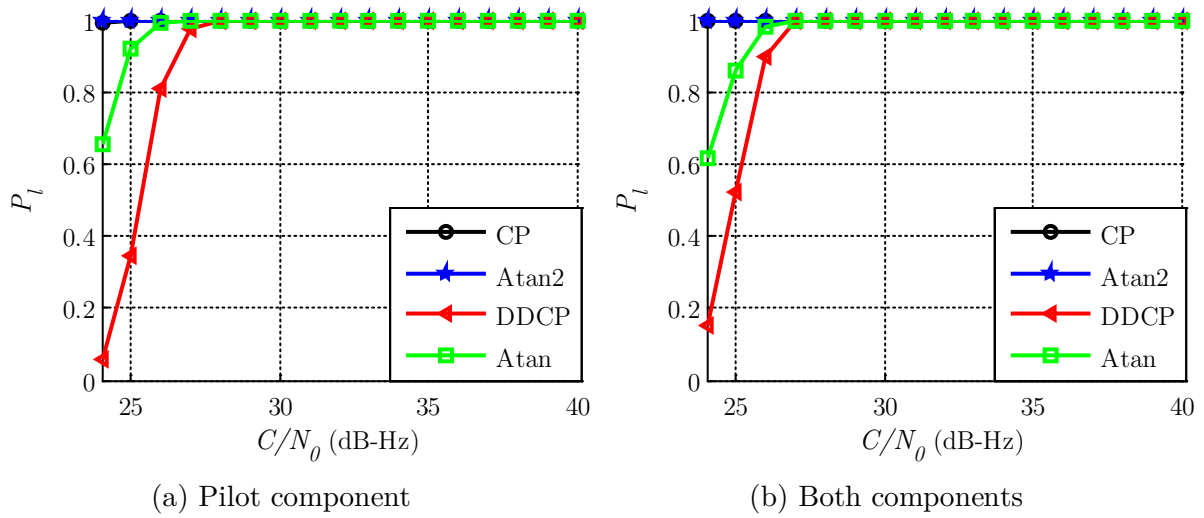 1
0.8
0.6
0.4
0.2
0
P_l
25
30
35
40
C/N_0 (dB-Hz)
CP
Atan2
DDCP
Atan
(a) Pilot component
1
0.8
0.6
0.4
0.2
0
P_l
25
30
35
40
C/N_0 (dB-Hz)
CP
Atan2
DDCP
Atan
(b) Both components